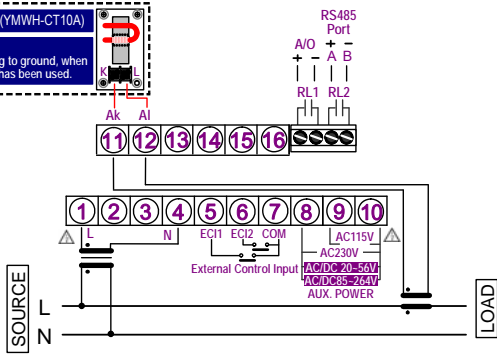 (YMWH-CT10A)
g to ground, when
has been used.
K L
Ak Al
RS485
Port
A/O + -
+ - A B
RL1 RL2
11 12 13 14 15 16
1 2 3 4 5 6 7 8 9 10
L N ECI1 ECI2 COM
AC115V
AC230V
External Control Input
AC/DC 20~56V
AC/DC85~264V
AUX. POWER
SOURCE
L
N
LOAD